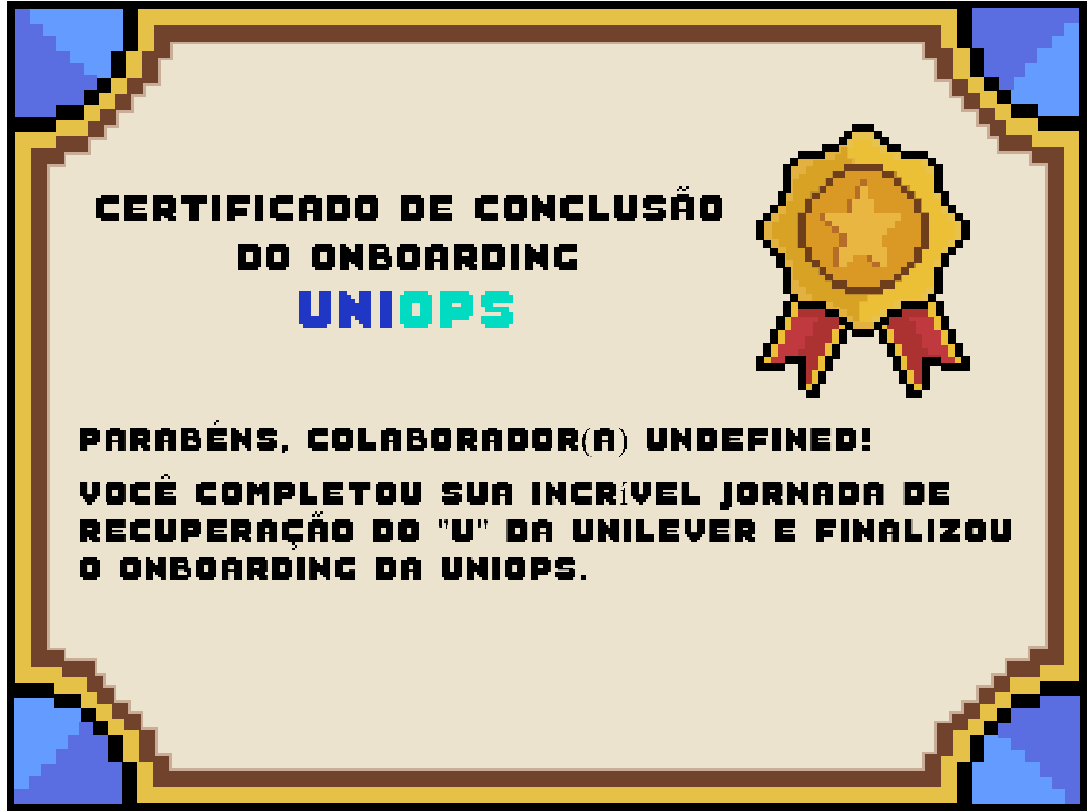 CERTIFICADO DE CONCLUSÃO
DO ONBOARDING
UNIOPS
PARABÉNS, COLABORADOR(A) UNDEFINED!
VOCÊ COMPLETOU SUA INCRíVEL JORNADA DE
RECUPERAÇÃO DO "U" DA UNILEVER E FINALIZOU
O ONBOARDING DA UNIOPS.